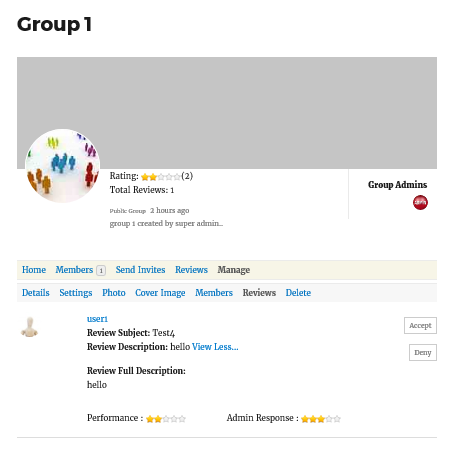 Group 1
Rating: (2)
Total Reviews: 1
Group Admins
Public Group 2 hours ago
group 1 created by super admin..
Home Members 1 Send Invites Reviews Manage
Details Settings Photo Cover Image Members Reviews Delete
user1
Review Subject: Test4
Accept
Review Description: hello View Less...
Deny
Review Full Description:
hello
Performance : Admin Response :